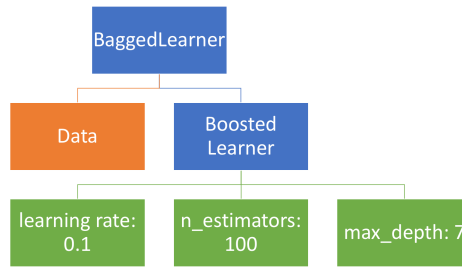 BaggedLearner
Data
Boosted
Learner
learning rate:
0.1
n_estimators:
100
max_depth: 7